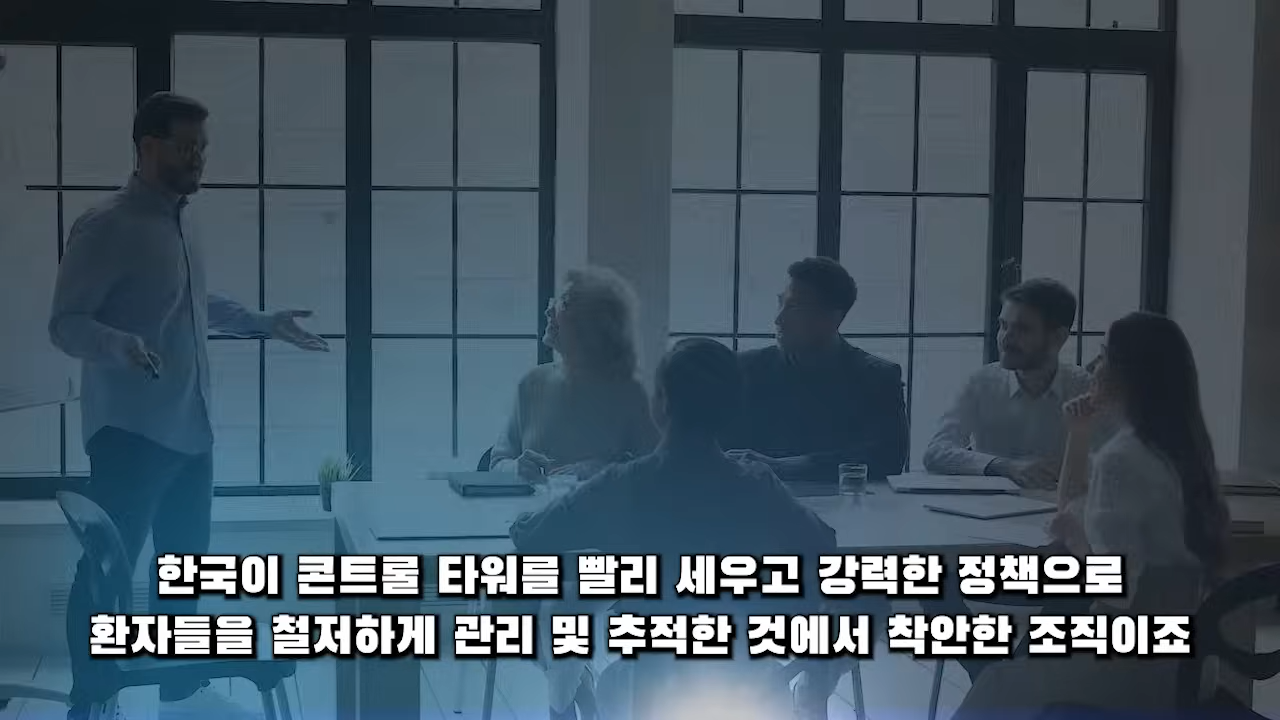 한국이 콘트롤 타워를 빨리 세우고 강력한 정책으로
환자들을 철저하게 관리 및 추적한 것에서 착안한 조직이죠